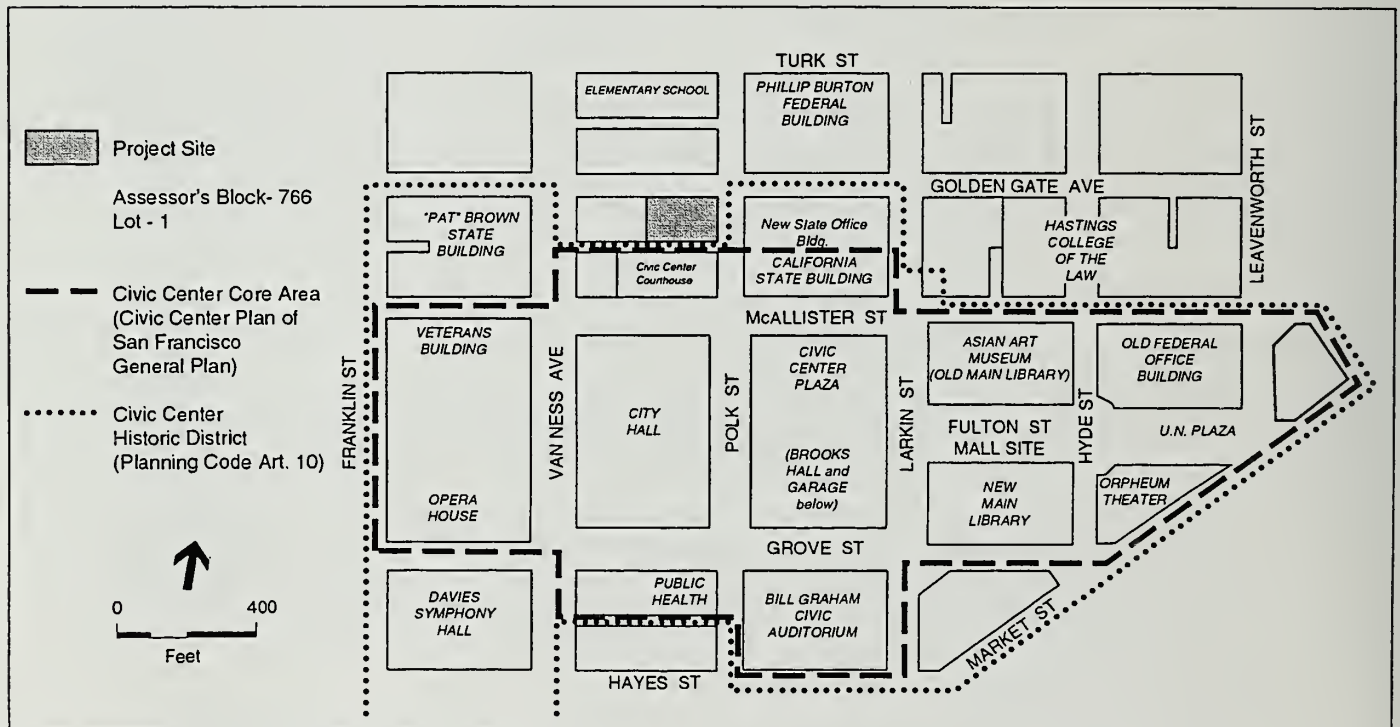 TURK ST
ELEMENTARY SCHOOL
PHILLIP BURTON
FEDERAL
BUILDING
LEAVENWORTH ST
Project Site
Assessor's Block- 766
Lot - 1
GOLDEN GATE AVE
"PAT" BROWN
STATE
BUILDING
New State Office
Bldg.
CALIFORNIA
STATE BUILDING
HASTINGS
COLLEGE
OF THE
LAW
Civic Center
Courthouse
Civic Center Core Area
(Civic Center Plan of
San Francisco
General Plan)
McALLISTER ST
VETERANS
BUILDING
CIVIC
CENTER
PLAZA
ASIAN ART
MUSEUM
(OLD MAIN LIBRARY)
OLD FEDERAL
OFFICE
BUILDING
Civic Center
Historic District
(Planning Code Art. 10)
FRANKLIN ST
VAN NESS AVE
CITY
HALL
POLK ST
LARKIN ST
HYDE ST
FULTON ST
MALL SITE
U.N. PLAZA
(BROOKS
HALL and
GARAGE
below)
OPERA
HOUSE
NEW
MAIN
LIBRARY
ORPHEUM
THEATER
GROVE ST
0 400
Feet
DAVIES
SYMPHONY
HALL
PUBLIC
HEALTH
BILL GRAHAM
CIVIC
AUDITORIUM
MARKET ST
HAYES ST